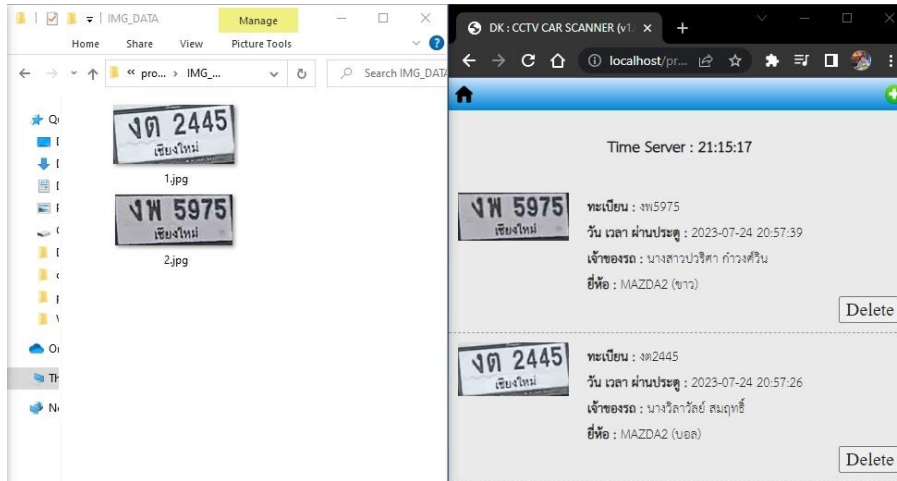 IMG_DATA
Manage
Home
Share
View
Picture Tools
« pro... › IMG_...
Search IMG_DATA
งต 2445
เชียงใหม่
1.jpg
งพ 5975
เชียงใหม่
2.jpg
DK : CCTV CAR SCANNER (v1.
localhost/pr...
Time Server : 21:15:17
งพ 5975
เชียงใหม่
ทะเบียน : งพ5975
วัน เวลา ผ่านประตู : 2023-07-24 20:57:39
เจ้าของรถ : นางสาวปวริศา กำวงศ์วิน
ยี่ห้อ : MAZDA2 (ขาว)
Delete
งต 2445
เชียงใหม่
ทะเบียน : งต2445
วัน เวลา ผ่านประตู : 2023-07-24 20:57:26
เจ้าของรถ : นางวิลาวัลย์ สมฤทธิ์
ยี่ห้อ : MAZDA2 (บอล)
Delete